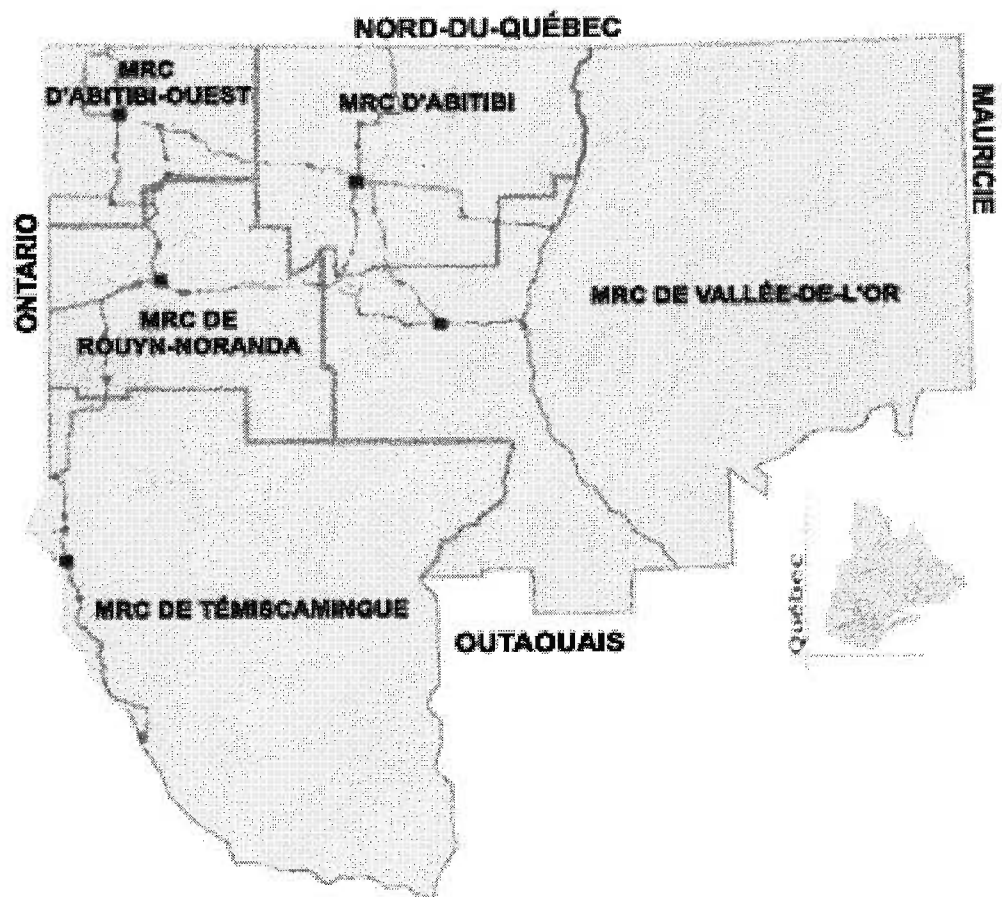 NORD-DU-QUÉBEC
MRC
D'ABITIBI-OUEST
MRC D'ABITIBI
MAURICIE
ONTARIO
MRC DE VALLÉE-DE-L'OR
MRC DE
ROUYN-NORANDA
MRC DE TÉMISCAMINGUE
OUTAOUAIS
Québec